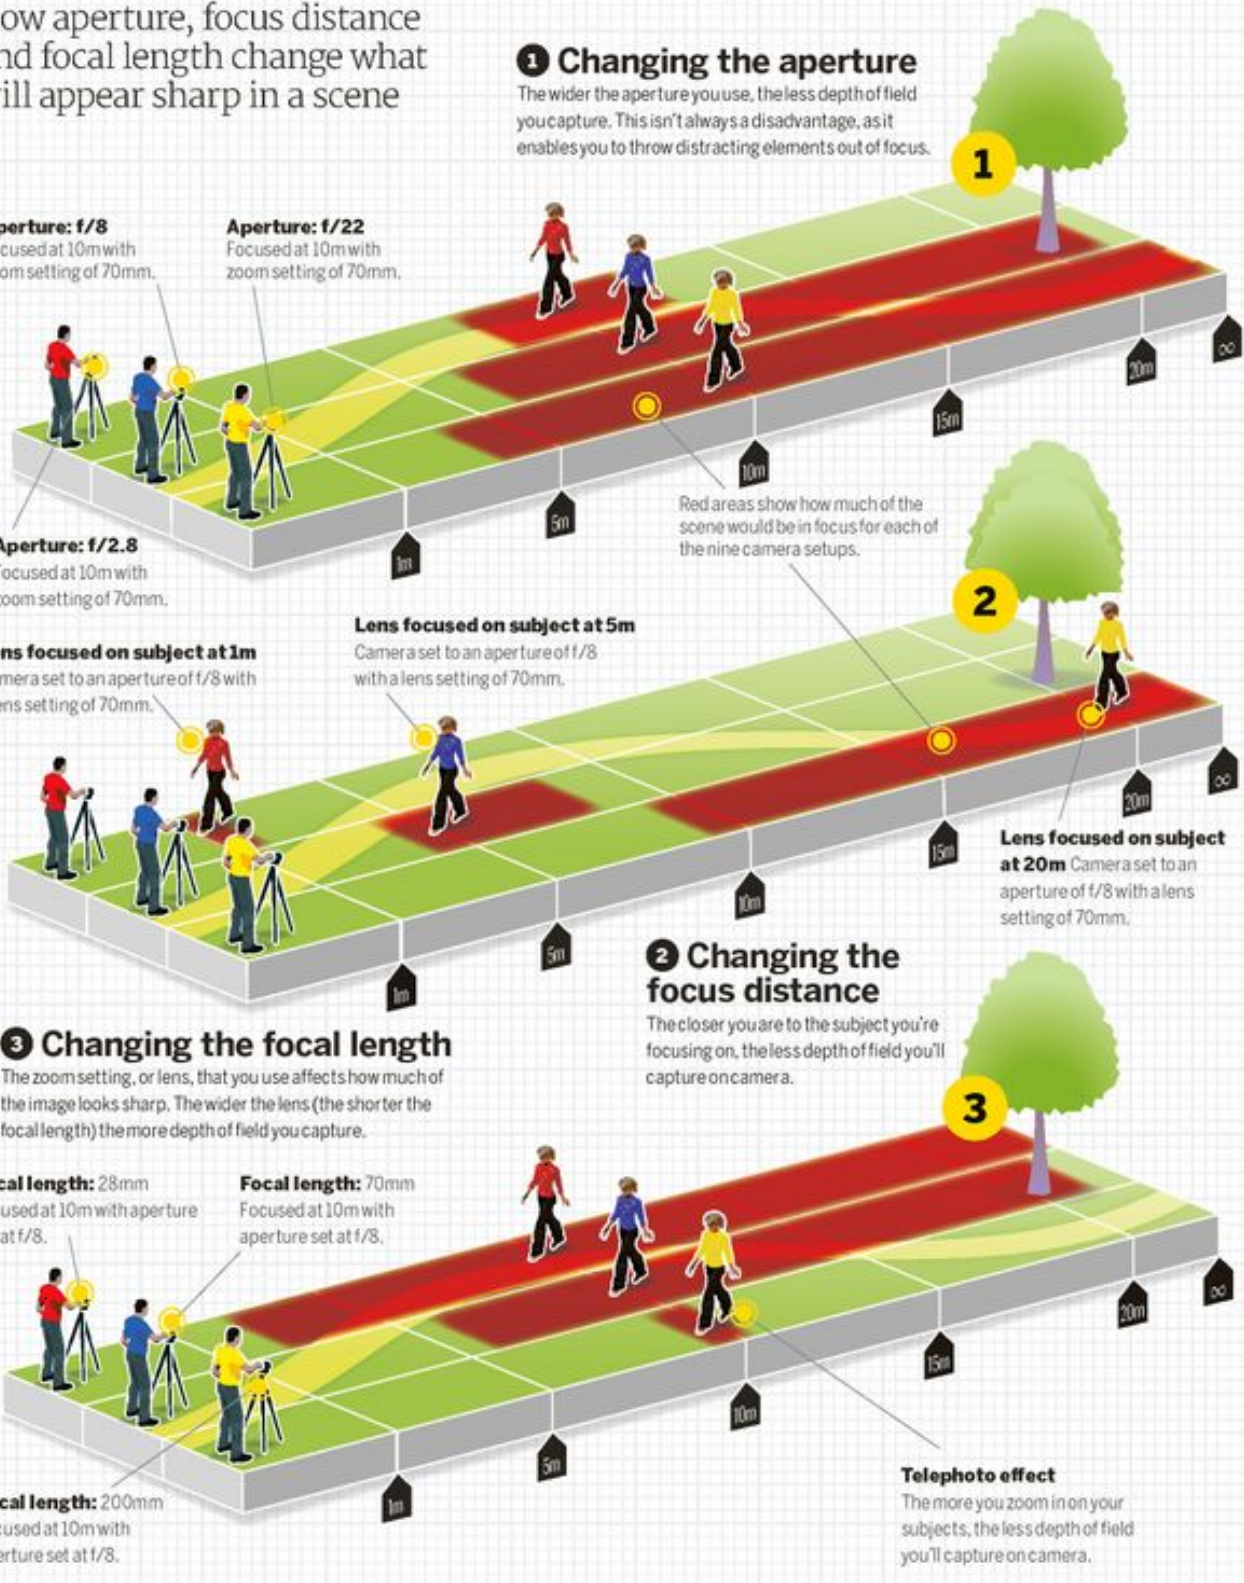 ow aperture, focus distance
nd focal length change what
ill appear sharp in a scene
1 Changing the aperture
The wider the aperture you use, the less depth of field
you capture. This isn't always a disadvantage, as it
enables you to throw distracting elements out of focus.
1
perture: f/8
cused at 10m with
om setting of 70mm.
Aperture: f/22
Focused at 10m with
zoom setting of 70mm.
Aperture: f/2.8
ocused at 10m with
oom setting of 70mm.
1m
5m
10m
15m
20m
∞
Red areas show how much of the
scene would be in focus for each of
the nine camera setups.
2
ns focused on subject at 1m
mera set to an aperture of f/8 with
ens setting of 70mm.
Lens focused on subject at 5m
Camera set to an aperture of f/8
with a lens setting of 70mm.
Lens focused on subject
at 20m Camera set to an
aperture of f/8 with a lens
setting of 70mm.
1m
5m
10m
15m
20m
∞
2 Changing the
focus distance
The closer you are to the subject you're
focusing on, the less depth of field you'll
capture on camera.
3 Changing the focal length
The zoom setting, or lens, that you use affects how much of
the image looks sharp. The wider the lens (the shorter the
focal length) the more depth of field you capture.
3
cal length: 28mm
used at 10m with aperture
at f/8.
Focal length: 70mm
Focused at 10m with
aperture set at f/8.
cal length: 200mm
cused at 10m with
erture set at f/8.
1m
5m
10m
15m
20m
∞
Telephoto effect
The more you zoom in on your
subjects, the less depth of field
you'll capture on camera.